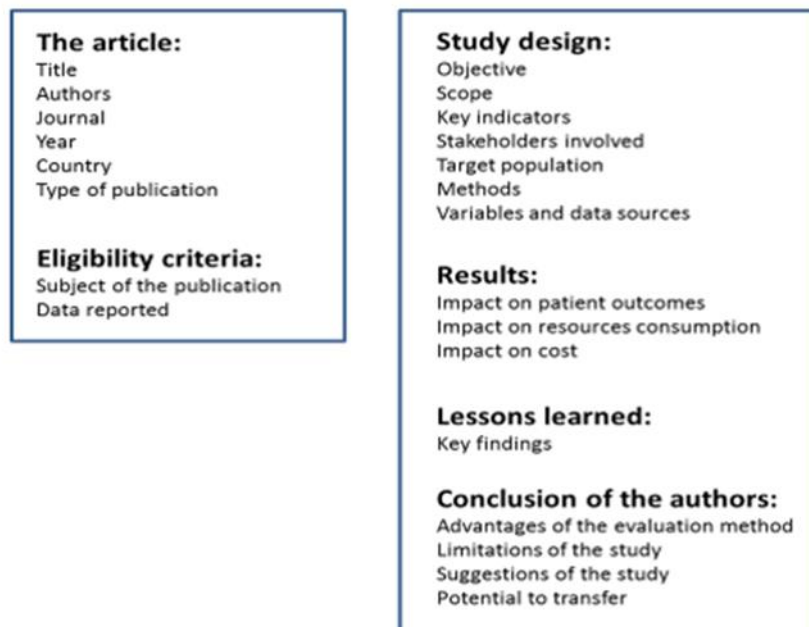 The article:
Title
Authors
Journal
Year
Country
Type of publication
Eligibility criteria:
Subject of the publication
Data reported
Study design:
Objective
Scope
Key indicators
Stakeholders involved
Target population
Methods
Variables and data sources
Results:
Impact on patient outcomes
Impact on resources consumption
Impact on cost
Lessons learned:
Key findings
Conclusion of the authors:
Advantages of the evaluation method
Limitations of the study
Suggestions of the study
Potential to transfer